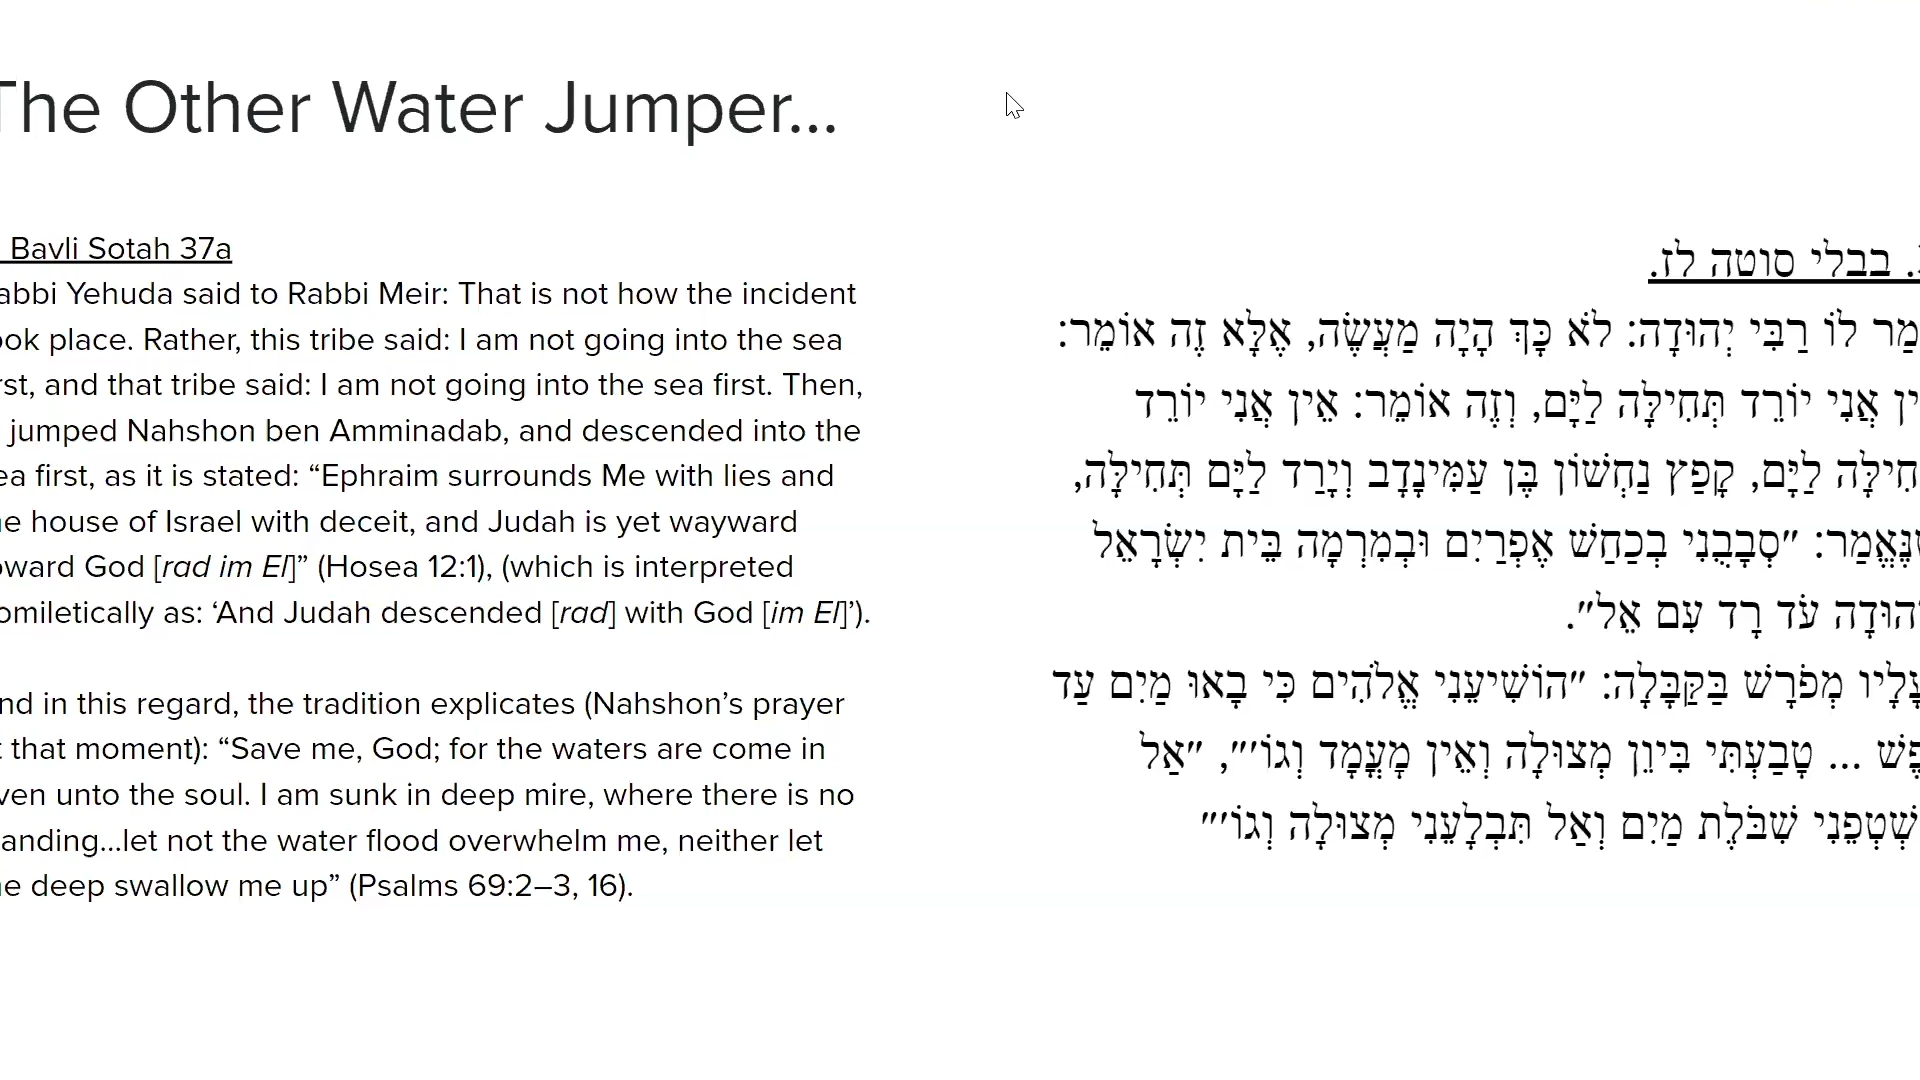 The Other Water Jumper...
Bavli Sotah 37a
abbi Yehuda said to Rabbi Meir: That is not how the incident
ook place. Rather, this tribe said: I am not going into the sea
rst, and that tribe said: I am not going into the sea first. Then,
jumped Nahshon ben Amminadab, and descended into the
ea first, as it is stated: “Ephraim surrounds Me with lies and
he house of Israel with deceit, and Judah is yet wayward
oward God [rad im El]” (Hosea 12:1), (which is interpreted
omiletically as: ‘And Judah descended [rad] with God [im El]’).
nd in this regard, the tradition explicates (Nahshon’s prayer
t that moment): “Save me, God; for the waters are come in
ven unto the soul. I am sunk in deep mire, where there is no
anding...let not the water flood overwhelm me, neither let
he deep swallow me up” (Psalms 69:2–3, 16).
. בבלי סוטה לז.
מַר לוֹ רַבִּי יְהוּדָה: לֹא כָּךְ הָיָה מַעֲשֶׂה, אֶלָּא זֶה אוֹמֵר:
ין אֲנִי יוֹרֵד תְּחִילָּה לַיָּם, וְזֶה אוֹמֵר: אֵין אֲנִי יוֹרֵד
חִילָּה לַיָּם, קָפַץ נַחְשׁוֹן בֶּן עַמִּינָדָב וְיָרַד לַיָּם תְּחִילָּה,
שֶׁנֶּאֱמַר: ״סְבָבֻנִי בְכַחַשׁ אֶפְרַיִם וּבְמִרְמָה בֵּית יִשְׂרָאֵל
הוּדָה עֹד רָד עִם אֵל״.
עָלָיו מְפֹרָשׁ בַּקַּבָּלָה: ״הוֹשִׁיעֵנִי אֱלֹהִים כִּי בָאוּ מַיִם עַד
פֶשׁ ... טָבַעְתִּי בִּיוֵן מְצוּלָה וְאֵין מָעֳמָד וְגוֹ׳״, ״אַל
שְׁטְפֵנִי שִׁבֹּלֶת מַיִם וְאַל תִּבְלָעֵנִי מְצוּלָה וְגוֹ׳״